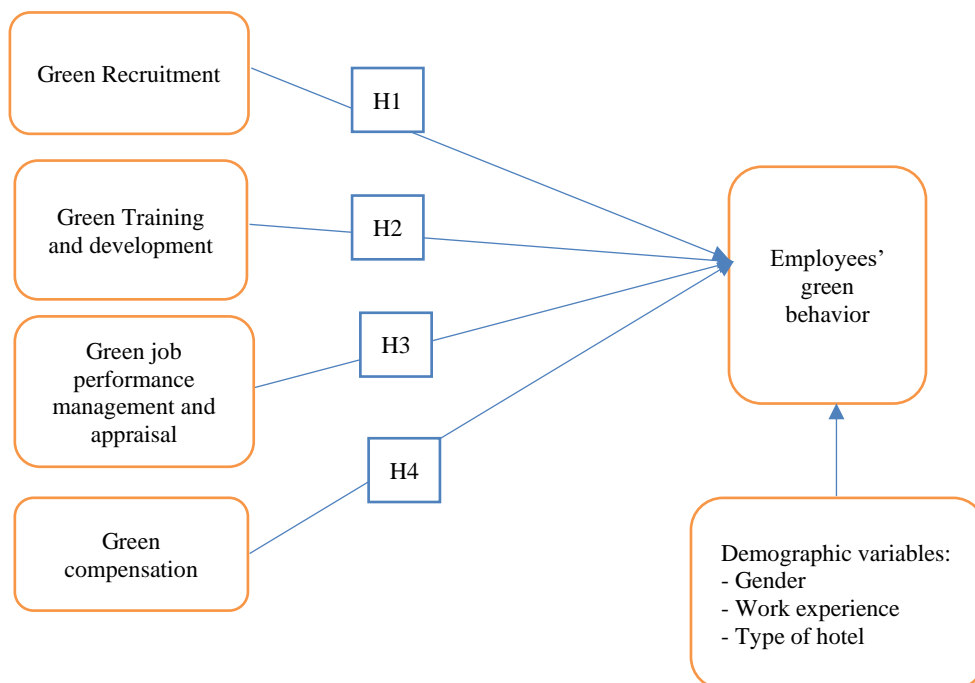 Green Recruitment
H1
Green Training
and development
H2
Green job
performance
management and
appraisal
H3
Green
compensation
H4
Employees’
green
behavior
Demographic variables:
- Gender
- Work experience
- Type of hotel